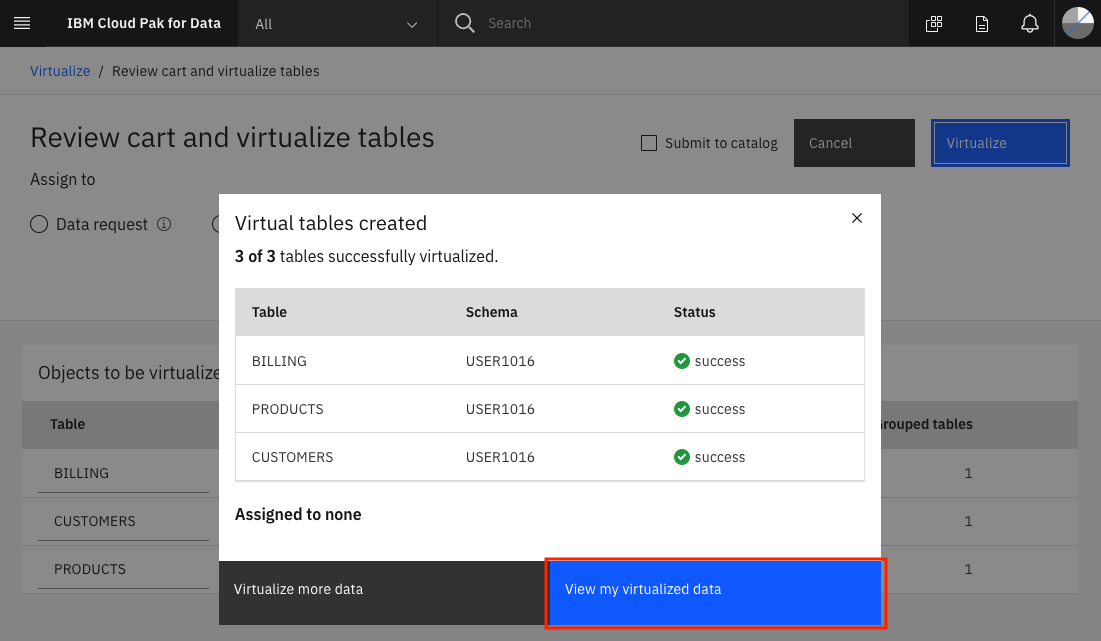 IBM Cloud Pak for Data
All
Search
Virtualize / Review cart and virtualize tables
Review cart and virtualize tables
Submit to catalog
Cancel
Virtualize
Assign to
Data request
Virtual tables created
3 of 3 tables successfully virtualized.
Table Schema Status
BILLING USER1016 success
PRODUCTS USER1016 success
CUSTOMERS USER1016 success
Assigned to none
Virtualize more data
View my virtualized data
Objects to be virtualize
Table
rouped tables
BILLING 1
CUSTOMERS 1
PRODUCTS 1